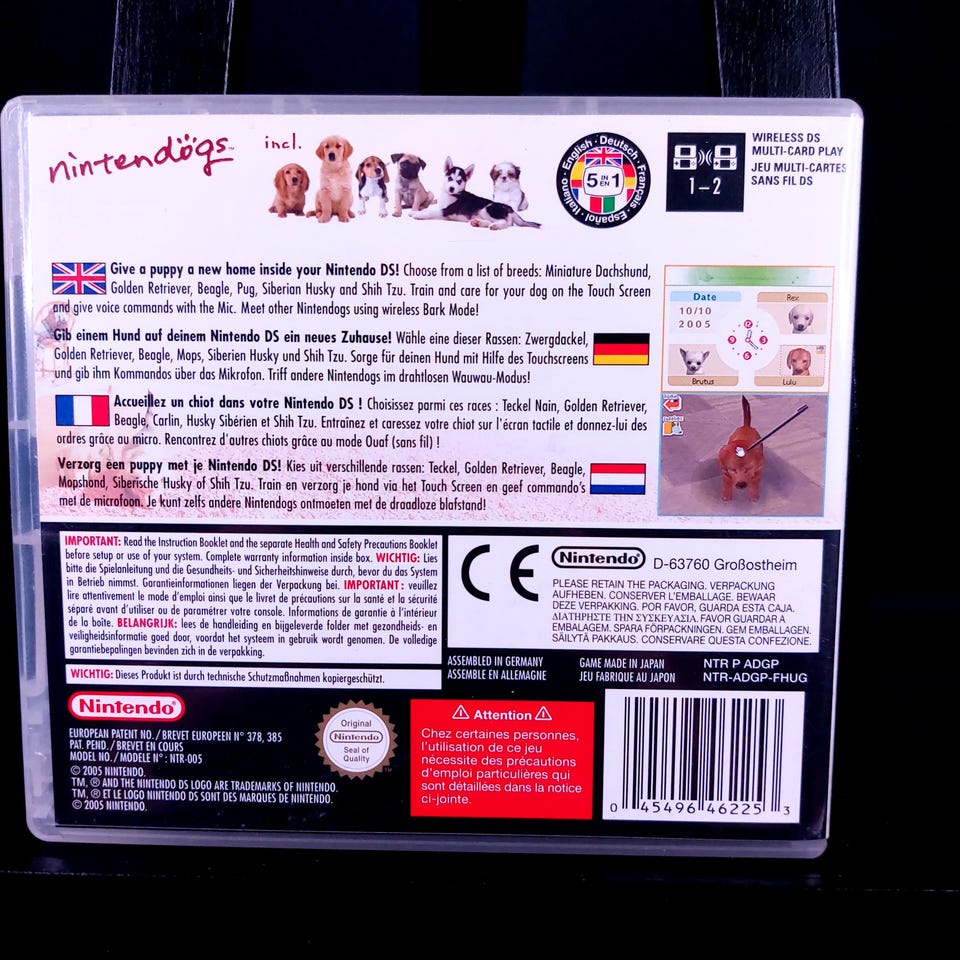 nintendogs™
incl.
English · Deutsch · Français · Español · Italiano
5 IN EN 1
1-2
WIRELESS DS
MULTI-CARD PLAY
JEU MULTI-CARTES
SANS FIL DS
Give a puppy a new home inside your Nintendo DS! Choose from a list of breeds: Miniature Dachshund,
Golden Retriever, Beagle, Pug, Siberian Husky and Shih Tzu. Train and care for your dog on the Touch Screen
and give voice commands with the Mic. Meet other Nintendogs using wireless Bark Mode!
Gib einem Hund auf deinem Nintendo DS ein neues Zuhause! Wähle eine dieser Rassen: Zwergdackel,
Golden Retriever, Beagle, Mops, Siberien Husky und Shih Tzu. Sorge für deinen Hund mit Hilfe des Touchscreens
und gib ihm Kommandos über das Mikrofon. Triff andere Nintendogs im drahtlosen Wauwau-Modus!
Accueillez un chiot dans votre Nintendo DS ! Choisissez parmi ces races : Teckel Nain, Golden Retriever,
Beagle, Carlin, Husky Sibérien et Shih Tzu. Entraînez et caressez votre chiot sur l'écran tactile et donnez-lui des
ordres grâce au micro. Rencontrez d'autres chiots grâce au mode Ouaf (sans fil) !
Verzorg een puppy met je Nintendo DS! Kies uit verschillende rassen: Teckel, Golden Retriever, Beagle,
Mopshond, Siberische Husky of Shih Tzu. Train en verzorg je hond via het Touch Screen en geef commando's
met de microfoon. Je kunt zelfs andere Nintendogs ontmoeten met de draadloze blafstand!
Date
10/10
2005
Rex
12
3
6
9
Brutus
Lulu
IMPORTANT: Read the Instruction Booklet and the separate Health and Safety Precautions Booklet
before setup or use of your system. Complete warranty information inside box. WICHTIG: Lies
bitte die Spielanleitung und die Gesundheits- und Sicherheitshinweise durch, bevor du das System
in Betrieb nimmst. Garantieinformationen liegen der Verpackung bei. IMPORTANT : veuillez
lire attentivement le mode d'emploi ainsi que le livret de précautions sur la santé et la sécurité
séparé avant d'utiliser ou de paramétrer votre console. Informations de garantie à l'intérieur
de la boîte. BELANGRIJK: lees de handleiding en bijgeleverde folder met gezondheids- en
veiligheidsinformatie goed door, voordat het systeem in gebruik wordt genomen. De volledige
garantiebepalingen bevinden zich in de verpakking.
WICHTIG: Dieses Produkt ist durch technische Schutzmaßnahmen kopiergeschützt.
CE
Nintendo®
D-63760 Großostheim
PLEASE RETAIN THE PACKAGING. VERPACKUNG
AUFHEBEN. CONSERVER L'EMBALLAGE. BEWAAR
DEZE VERPAKKING. POR FAVOR, GUARDA ESTA CAJA.
ΔΙΑΤΗΡΗΣΤΕ ΤΗΝ ΣΥΣΚΕΥΑΣΙΑ. FAVOR GUARDAR A
EMBALAGEM. SPARA FÖRPACKNINGEN. GEM EMBALLAGEN.
SÄILYTÄ PAKKAUS. CONSERVARE QUESTA CONFEZIONE.
ASSEMBLED IN GERMANY
ASSEMBLE EN ALLEMAGNE
GAME MADE IN JAPAN
JEU FABRIQUE AU JAPON
NTR P ADGP
NTR-ADGP-FHUG
Nintendo®
EUROPEAN PATENT NO. / BREVET EUROPEEN N° 378, 385
PAT. PEND. / BREVET EN COURS
MODEL NO. / MODELE N° : NTR-005
© 2005 NINTENDO.
TM, ® AND THE NINTENDO DS LOGO ARE TRADEMARKS OF NINTENDO.
TM, ® ET LE LOGO NINTENDO DS SONT DES MARQUES DE NINTENDO.
© 2005 NINTENDO.
Original
Nintendo
Seal of
Quality
TM
⚠ Attention ⚠
Chez certaines personnes,
l'utilisation de ce jeu
nécessite des précautions
d'emploi particulières qui
sont détaillées dans la notice
ci-jointe.
0 45496 46225 3